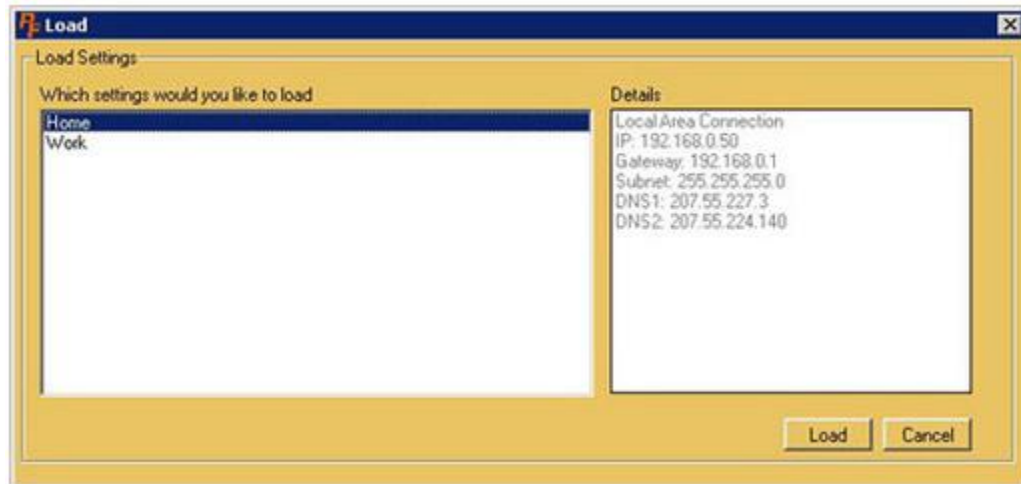 Load
Load Settings
Which settings would you like to load
Home
Work
Details
Local Area Connection
IP: 192.168.0.50
Gateway: 192.168.0.1
Subnet: 255.255.255.0
DNS1: 207.55.227.3
DNS2: 207.55.224.140
Load
Cancel